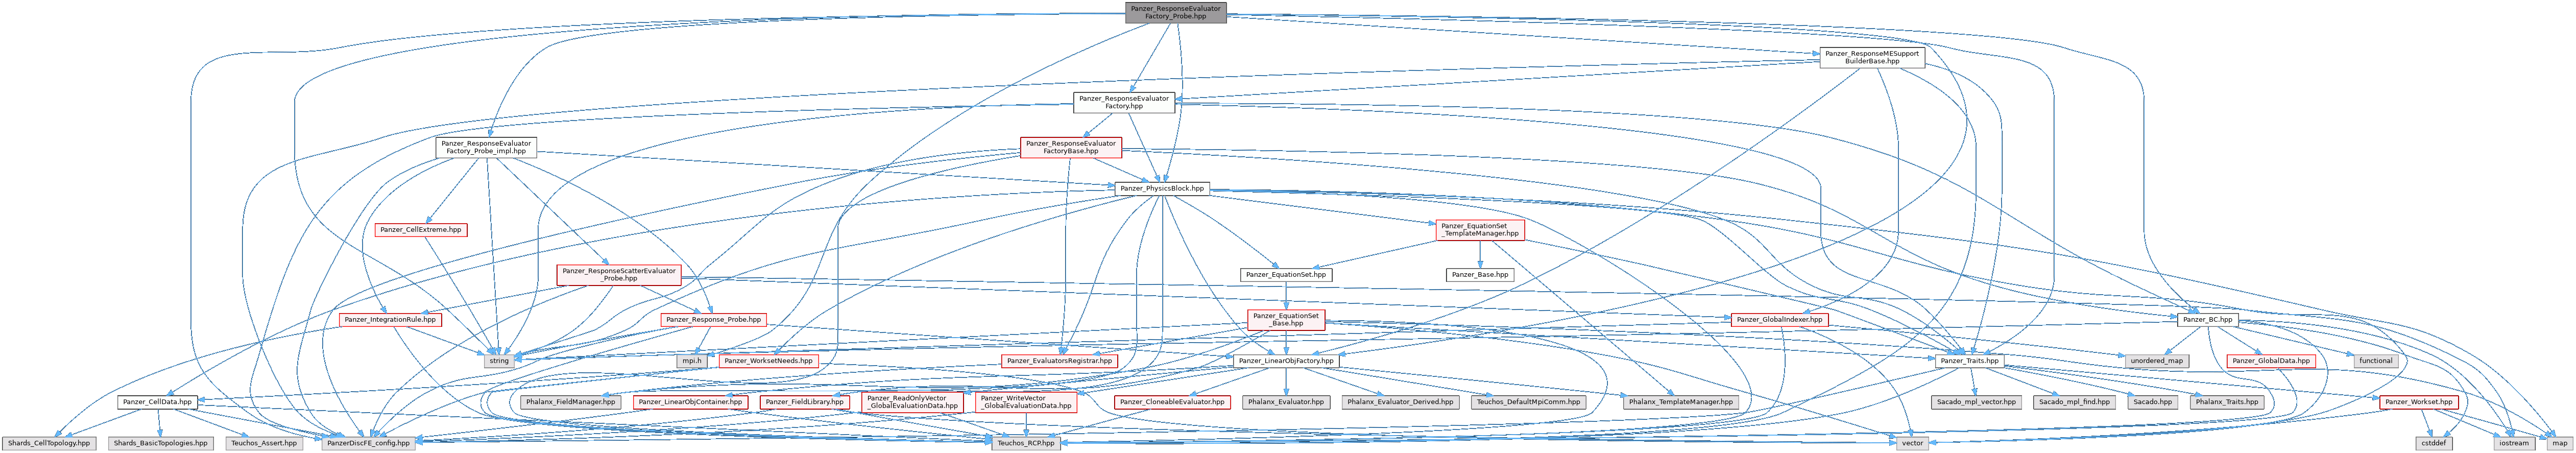 Panzer_ResponseEvaluator
Factory_Probe.hpp
Panzer_ResponseMESupport
BuilderBase.hpp
Panzer_ResponseEvaluator
Factory.hpp
Panzer_ResponseEvaluator
Factory_Probe_impl.hpp
Panzer_ResponseEvaluator
FactoryBase.hpp
Panzer_PhysicsBlock.hpp
Panzer_CellExtreme.hpp
Panzer_EquationSet
_TemplateManager.hpp
Panzer_ResponseScatterEvaluator
_Probe.hpp
Panzer_EquationSet.hpp
Panzer_Base.hpp
Panzer_IntegrationRule.hpp
Panzer_Response_Probe.hpp
Panzer_EquationSet
_Base.hpp
Panzer_GlobalIndexer.hpp
Panzer_BC.hpp
string
mpi.h
Panzer_WorksetNeeds.hpp
Panzer_EvaluatorsRegistrar.hpp
Panzer_LinearObjFactory.hpp
Panzer_Traits.hpp
unordered_map
Panzer_GlobalData.hpp
functional
Panzer_CellData.hpp
Phalanx_FieldManager.hpp
Panzer_LinearObjContainer.hpp
Panzer_FieldLibrary.hpp
Panzer_ReadOnlyVector
_GlobalEvaluationData.hpp
Panzer_WriteVector
_GlobalEvaluationData.hpp
Panzer_CloneableEvaluator.hpp
Phalanx_Evaluator.hpp
Phalanx_Evaluator_Derived.hpp
Teuchos_DefaultMpiComm.hpp
Phalanx_TemplateManager.hpp
Sacado_mpl_vector.hpp
Sacado_mpl_find.hpp
Sacado.hpp
Phalanx_Traits.hpp
Panzer_Workset.hpp
Shards_CellTopology.hpp
Shards_BasicTopologies.hpp
Teuchos_Assert.hpp
PanzerDiscFE_config.hpp
Teuchos_RCP.hpp
vector
cstddef
iostream
map